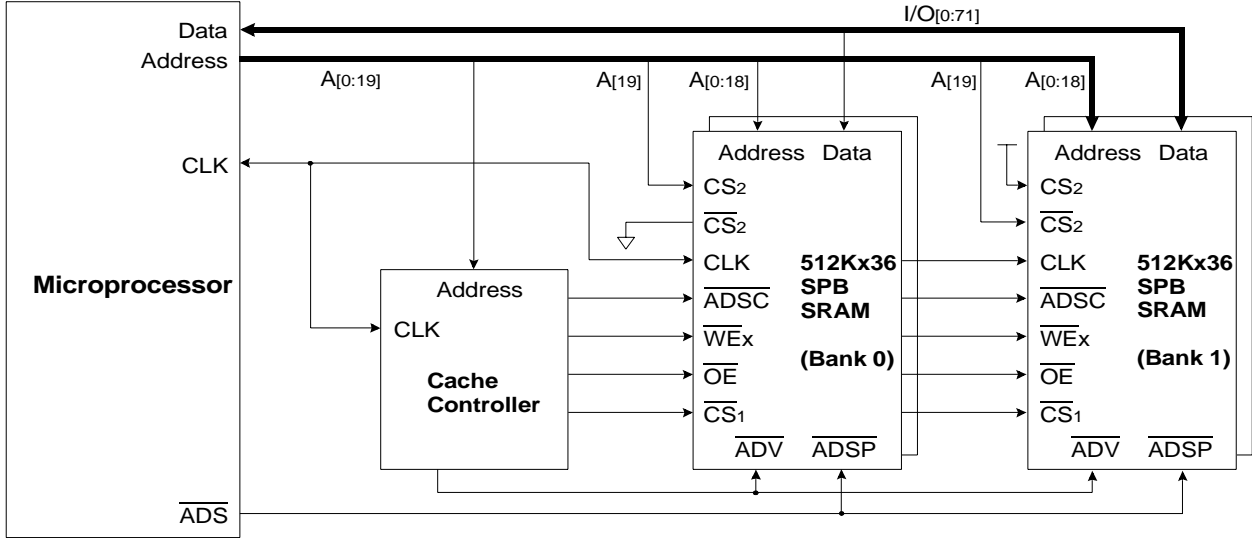 I/O[0:71]
Data
Address
A[0:19]
A[19]
A[0:18]
A[19]
A[0:18]
CLK
Microprocessor
ADS
Address
CLK
Cache
Controller
Address Data
CS2
CS2
CLK
ADSC
WEx
OE
CS1
ADV ADSP
512Kx36
SPB
SRAM
(Bank 0)
Address Data
CS2
CS2
CLK
ADSC
WEx
OE
CS1
ADV ADSP
512Kx36
SPB
SRAM
(Bank 1)